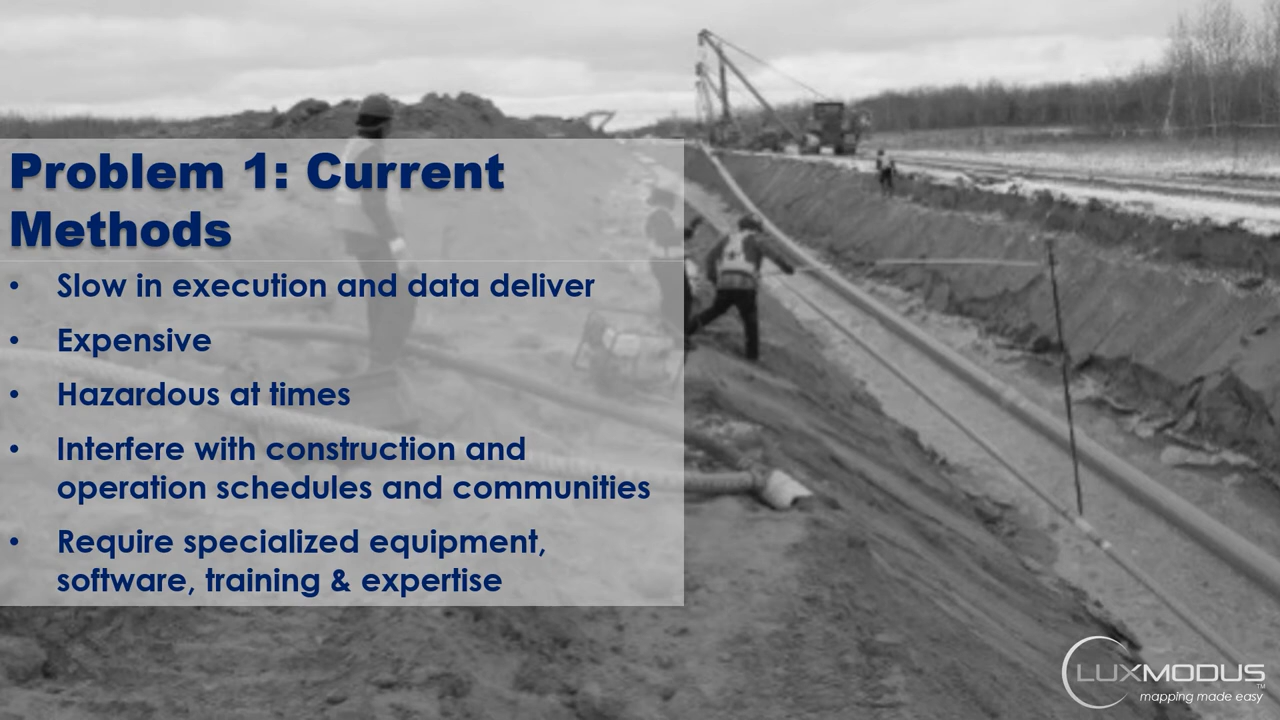 Problem 1: Current
Methods
• Slow in execution and data deliver
• Expensive
• Hazardous at times
• Interfere with construction and
operation schedules and communities
• Require specialized equipment,
software, training & expertise
LUXMODUS™
mapping made easy